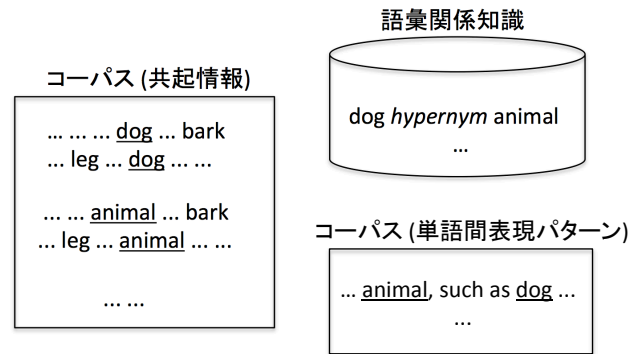 コーパス (共起情報)
... ... ... dog ... bark
... leg ... dog ... ...
... ... animal ... bark
... leg ... animal ... ...
... ...
語彙関係知識
dog hypernym animal
...
コーパス (単語間表現パターン)
... animal, such as dog ...
...